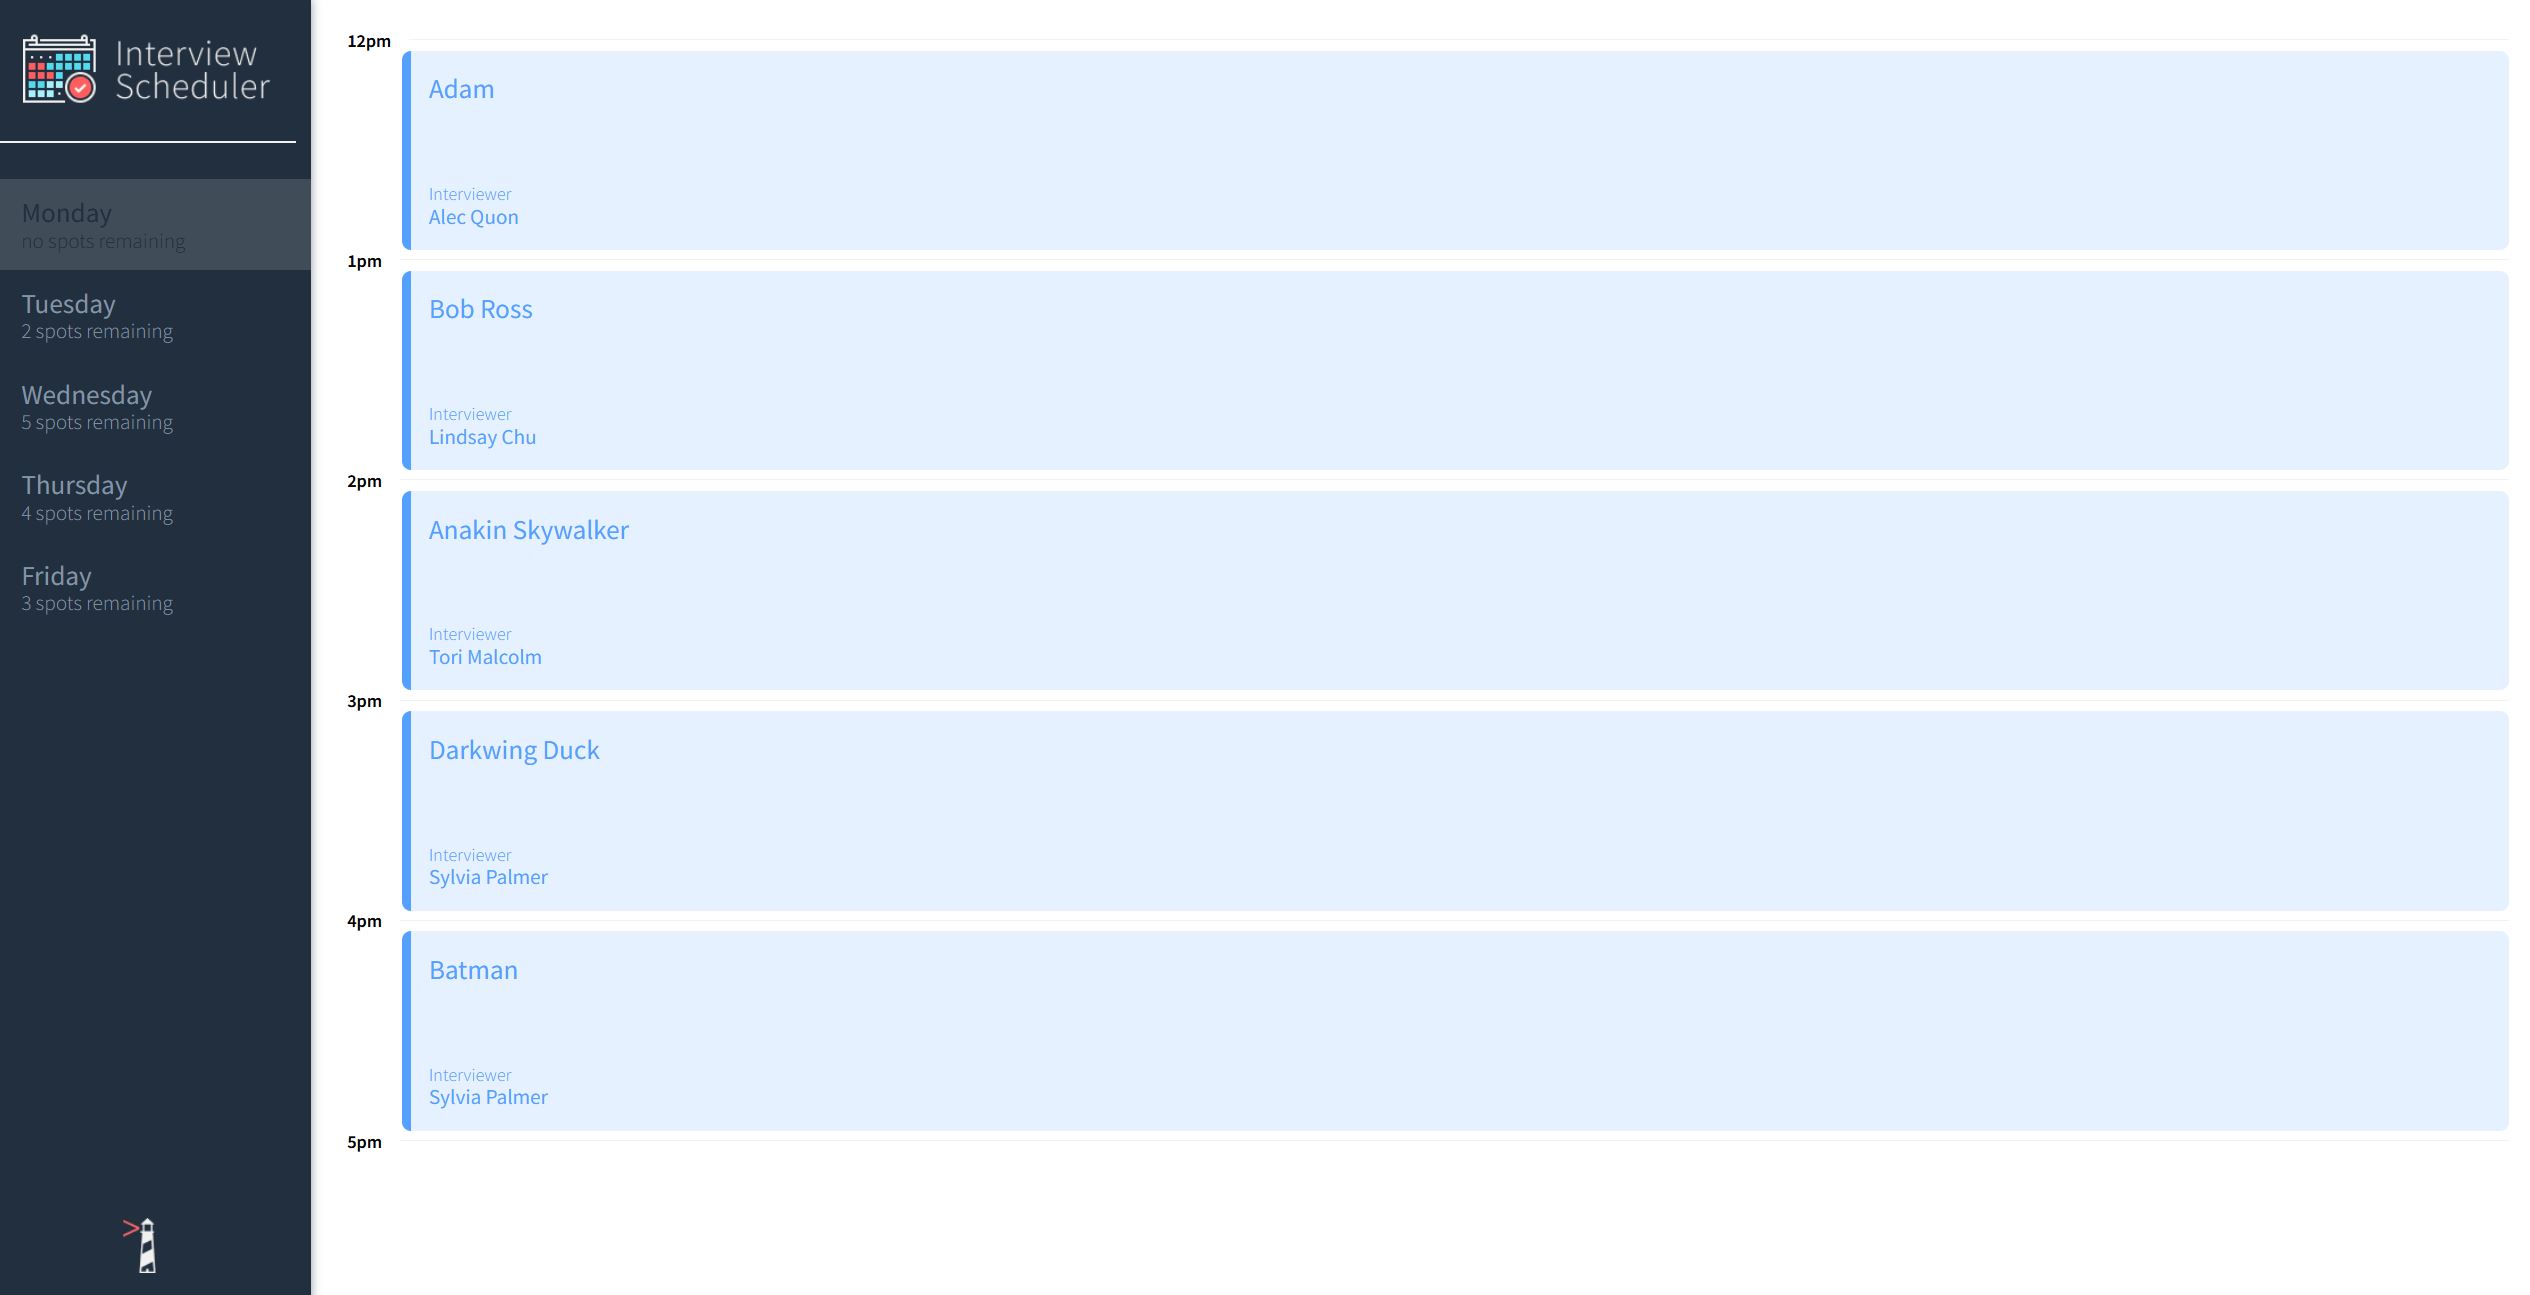 Interview
Scheduler
Monday
no spots remaining
Tuesday
2 spots remaining
Wednesday
5 spots remaining
Thursday
4 spots remaining
Friday
3 spots remaining
12pm
Adam
Interviewer
Alec Quon
1pm
Bob Ross
Interviewer
Lindsay Chu
2pm
Anakin Skywalker
Interviewer
Tori Malcolm
3pm
Darkwing Duck
Interviewer
Sylvia Palmer
4pm
Batman
Interviewer
Sylvia Palmer
5pm